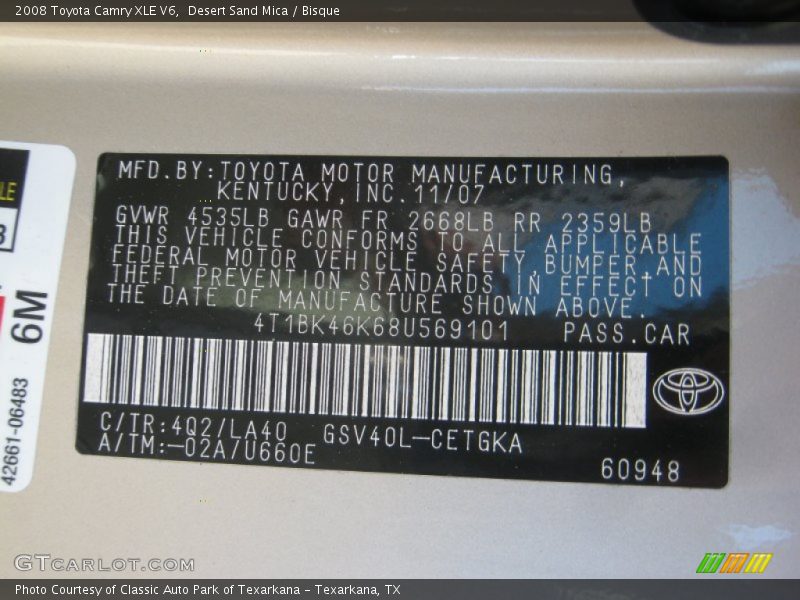 2008 Toyota Camry XLE V6,  Desert Sand Mica / Bisque
MFD.BY:TOYOTA MOTOR MANUFACTURING,
KENTUCKY,INC.11/07
GVWR 4535LB GAWR FR 2668LB RR 2359LB
THIS VEHICLE CONFORMS TO ALL APPLICABLE
FEDERAL MOTOR VEHICLE SAFETY,BUMPER,AND
THEFT PREVENTION STANDARDS IN EFFECT ON
THE DATE OF MANUFACTURE SHOWN ABOVE.
4T1BK46K68U569101 PASS.CAR
C/TR:4Q2/LA40 GSV40L-CETGKA
A/TM:-02A/U660E
60948
6M
42661-06483
GTCARLOT.COM
Photo Courtesy of Classic Auto Park of Texarkana – Texarkana, TX